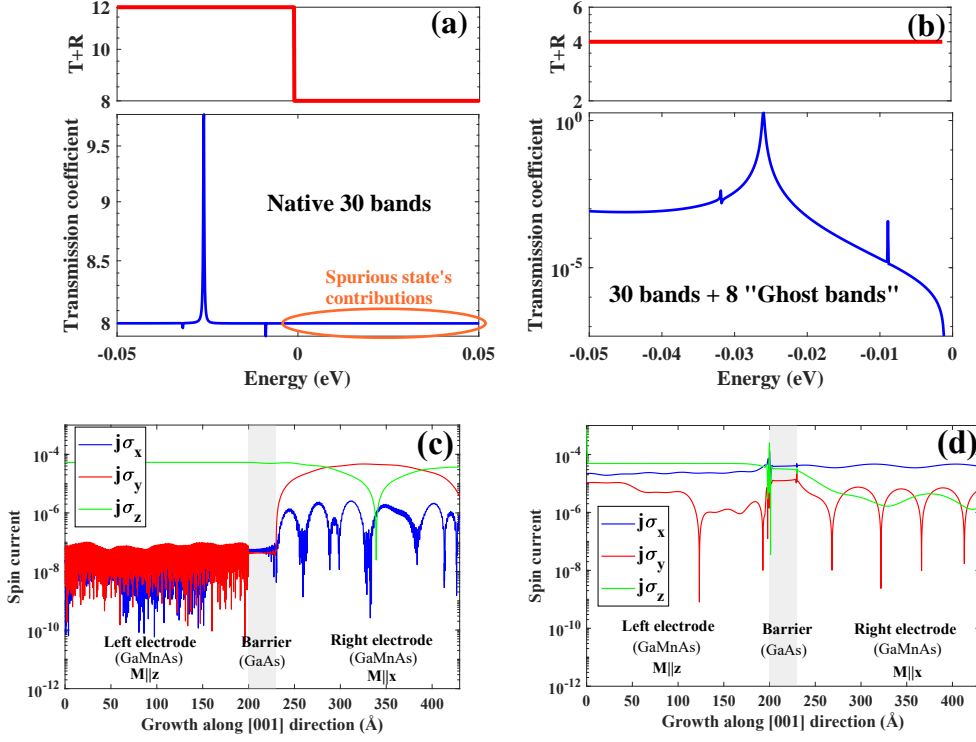 (a)
T+R
12
8
Transmission coefficient
9.5
9
8.5
8
Native 30 bands
Spurious state's
contributions
-0.05
0
0.05
Energy (eV)
(b)
T+R
6
4
2
Transmission coefficient
10^0
10^-5
30 bands + 8 "Ghost bands"
-0.05
-0.04
-0.03
-0.02
-0.01
0
Energy (eV)
(c)
jσx
jσy
jσz
Spin current
10^-4
10^-6
10^-8
10^-10
10^-12
Left electrode
(GaMnAs)
M||z
Barrier
(GaAs)
Right electrode
(GaMnAs)
M||x
0
50
100
150
200
250
300
350
400
Growth along [001] direction (Å)
(d)
Spin current
10^-4
10^-6
10^-8
10^-10
10^-12
jσx
jσy
jσz
Left electrode
(GaMnAs)
M||z
Barrier
(GaAs)
Right electrode
(GaMnAs)
M||x
0
50
100
150
200
250
300
350
400
Growth along [001] direction (Å)